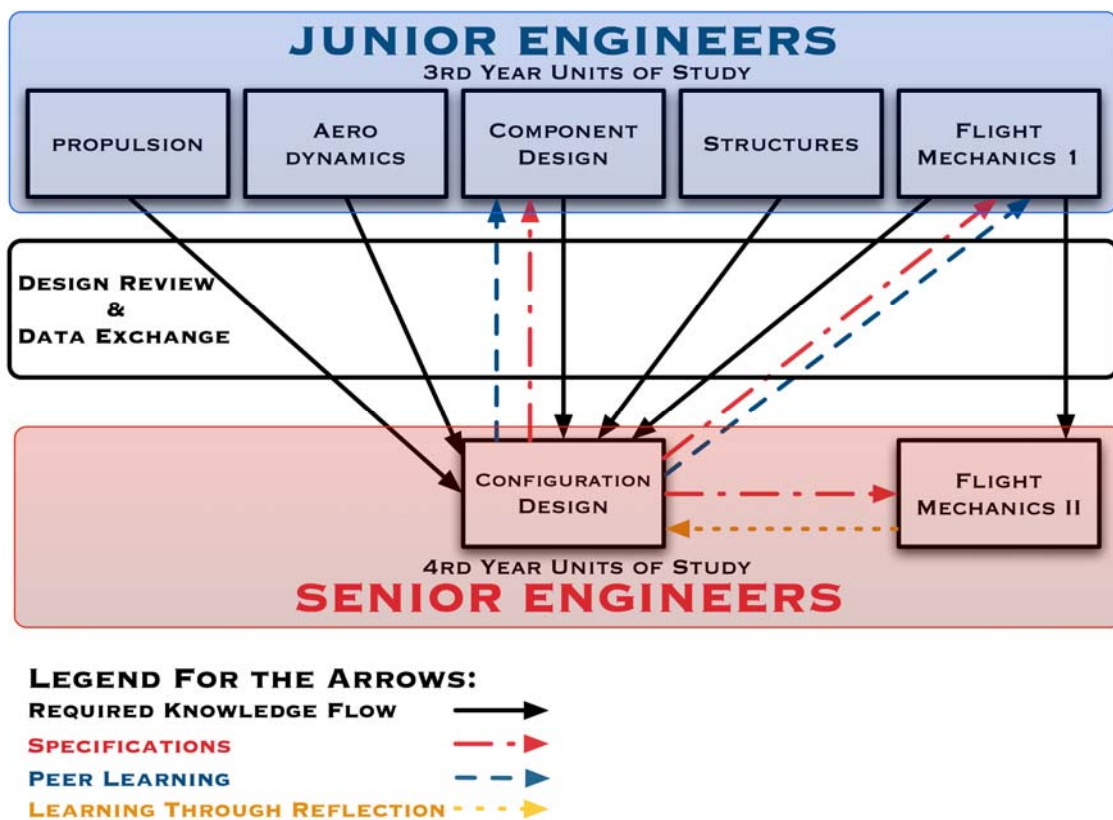 JUNIOR ENGINEERS
3RD YEAR UNITS OF STUDY
PROPULSION
AERO
DYNAMICS
COMPONENT
DESIGN
STRUCTURES
FLIGHT
MECHANICS 1
DESIGN REVIEW
&
DATA EXCHANGE
CONFIGURATION
DESIGN
FLIGHT
MECHANICS II
4RD YEAR UNITS OF STUDY
SENIOR ENGINEERS
LEGEND FOR THE ARROWS:
REQUIRED KNOWLEDGE FLOW
SPECIFICATIONS
PEER LEARNING
LEARNING THROUGH REFLECTION